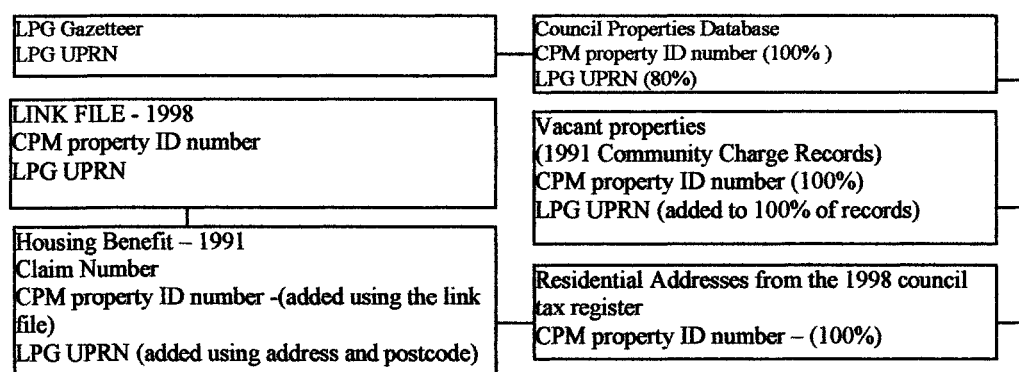 LPG Gazetteer
LPG UPRN
Council Properties Database
CPM property ID number (100% )
LPG UPRN (80%)
LINK FILE - 1998
CPM property ID number
LPG UPRN
Vacant properties
(1991 Community Charge Records)
CPM property ID number (100%)
LPG UPRN (added to 100% of records)
Housing Benefit – 1991
Claim Number
CPM property ID number -(added using the link
file)
LPG UPRN (added using address and postcode)
Residential Addresses from the 1998 council
tax register
CPM property ID number – (100%)